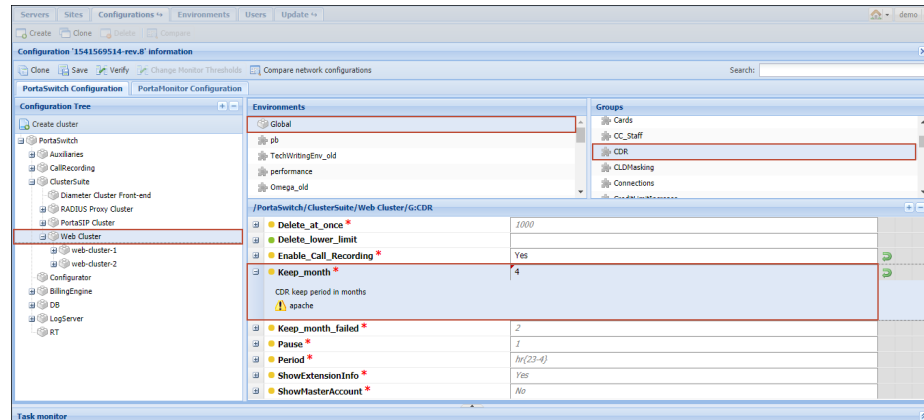 Servers Sites Configurations Environments Users Update demo
Create Clone Delete Compare
Configuration '1541569514-rev.8' information
Clone Save Verify Change Monitor Thresholds Compare network configurations Search:
PortaSwitch Configuration PortaMonitor Configuration
Configuration Tree
Create cluster
PortaSwitch
Auxiliaries
CallRecording
ClusterSuite
Diameter Cluster Front-end
RADIUS Proxy Cluster
PortaSIP Cluster
Web Cluster
web-cluster-1
web-cluster-2
Configurator
BillingEngine
DB
LogServer
RT
Environments
Global
pb
TechWritingEnv_old
performance
Omega_old
Groups
Cards
CC_Staff
CDR
CLDMasking
Connections
/PortaSwitch/ClusterSuite/Web Cluster/G:CDR
Delete_at_once * 1000
Delete_lower_limit
Enable_Call_Recording * Yes
Keep_month * 4
CDR keep period in months
apache
Keep_month_failed * 2
Pause * 1
Period * hr{23-4}
ShowExtensionInfo * Yes
ShowMasterAccount * No
Task monitor